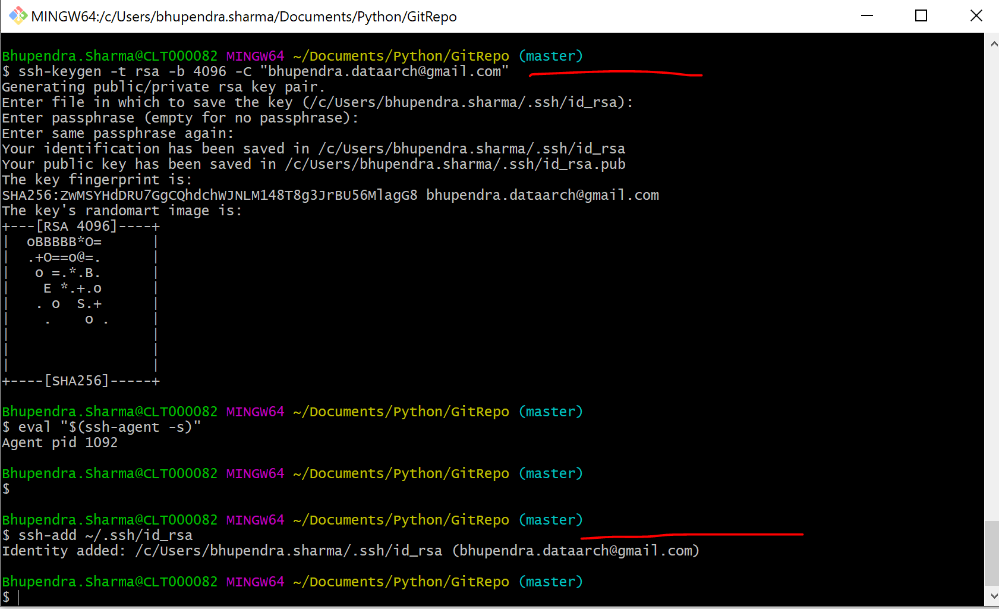 MINGW64:/c/Users/bhupendra.sharma/Documents/Python/GitRepo
Bhupendra.Sharma@CLT000082 MINGW64 ~/Documents/Python/GitRepo (master)
$ ssh-keygen -t rsa -b 4096 -C "bhupendra.dataarch@gmail.com"
Generating public/private rsa key pair.
Enter file in which to save the key (/c/Users/bhupendra.sharma/.ssh/id_rsa):
Enter passphrase (empty for no passphrase):
Enter same passphrase again:
Your identification has been saved in /c/Users/bhupendra.sharma/.ssh/id_rsa
Your public key has been saved in /c/Users/bhupendra.sharma/.ssh/id_rsa.pub
The key fingerprint is:
SHA256:ZwMSYHdDRU7GgCQhdchWJNLM148T8g3JrBU56MlagG8 bhupendra.dataarch@gmail.com
The key's randomart image is:
+---[RSA 4096]----+
|  oBBBBB*O=      |
|  .+O==o@=.      |
|   o =.*.B.      |
|    E *.+.o      |
|   . o  S.+      |
|    .    o .     |
|                 |
|                 |
|                 |
+----[SHA256]-----+
Bhupendra.Sharma@CLT000082 MINGW64 ~/Documents/Python/GitRepo (master)
$ eval "$(ssh-agent -s)"
Agent pid 1092
Bhupendra.Sharma@CLT000082 MINGW64 ~/Documents/Python/GitRepo (master)
$
Bhupendra.Sharma@CLT000082 MINGW64 ~/Documents/Python/GitRepo (master)
$ ssh-add ~/.ssh/id_rsa
Identity added: /c/Users/bhupendra.sharma/.ssh/id_rsa (bhupendra.dataarch@gmail.com)
Bhupendra.Sharma@CLT000082 MINGW64 ~/Documents/Python/GitRepo (master)
$